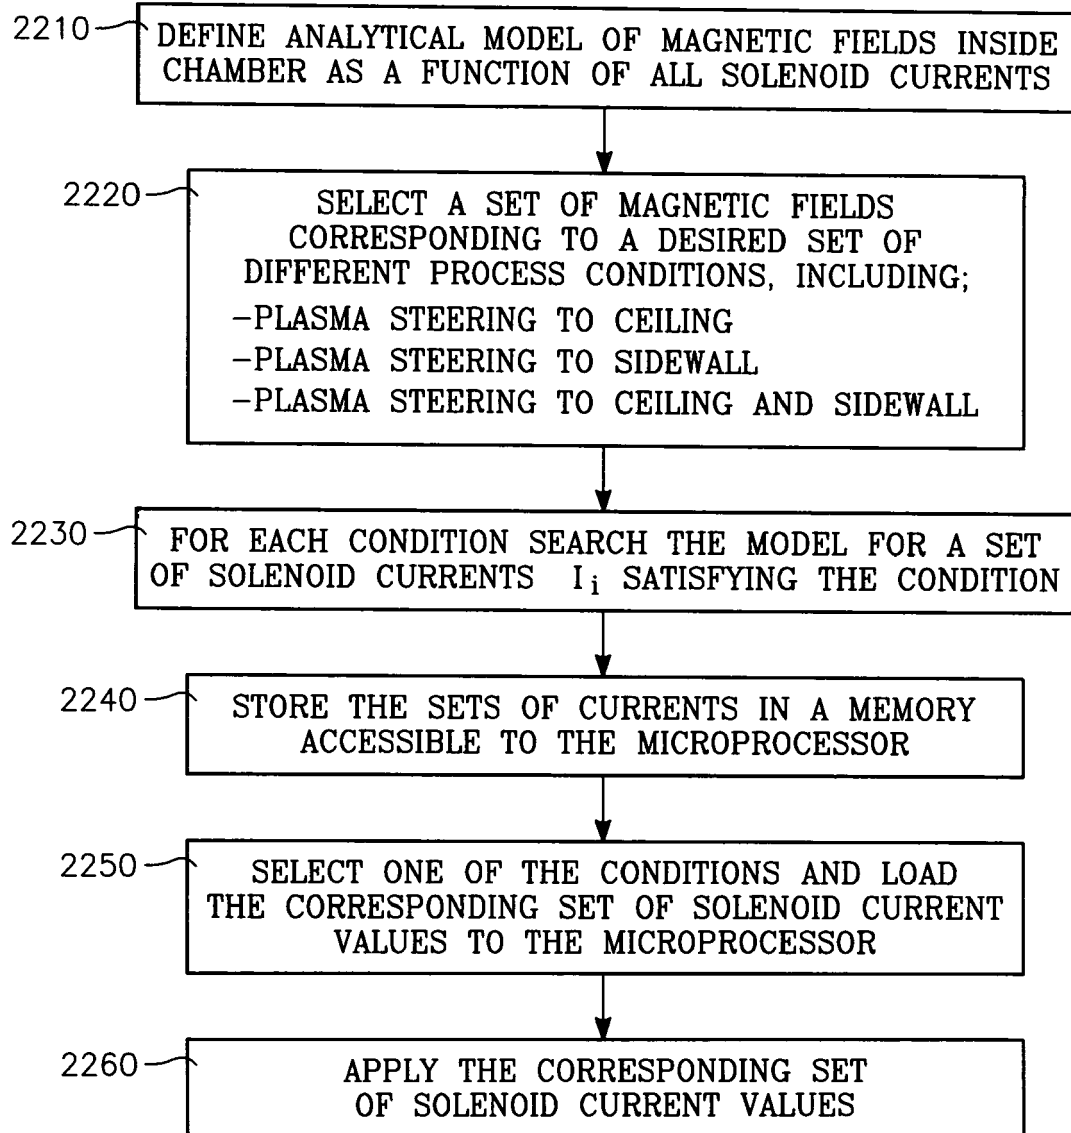 2210
DEFINE ANALYTICAL MODEL OF MAGNETIC FIELDS INSIDE
CHAMBER AS A FUNCTION OF ALL SOLENOID CURRENTS
2220
SELECT A SET OF MAGNETIC FIELDS
CORRESPONDING TO A DESIRED SET OF
DIFFERENT PROCESS CONDITIONS, INCLUDING;
-PLASMA STEERING TO CEILING
-PLASMA STEERING TO SIDEWALL
-PLASMA STEERING TO CEILING AND SIDEWALL
2230
FOR EACH CONDITION SEARCH THE MODEL FOR A SET
OF SOLENOID CURRENTS I_i SATISFYING THE CONDITION
2240
STORE THE SETS OF CURRENTS IN A MEMORY
ACCESSIBLE TO THE MICROPROCESSOR
2250
SELECT ONE OF THE CONDITIONS AND LOAD
THE CORRESPONDING SET OF SOLENOID CURRENT
VALUES TO THE MICROPROCESSOR
2260
APPLY THE CORRESPONDING SET
OF SOLENOID CURRENT VALUES